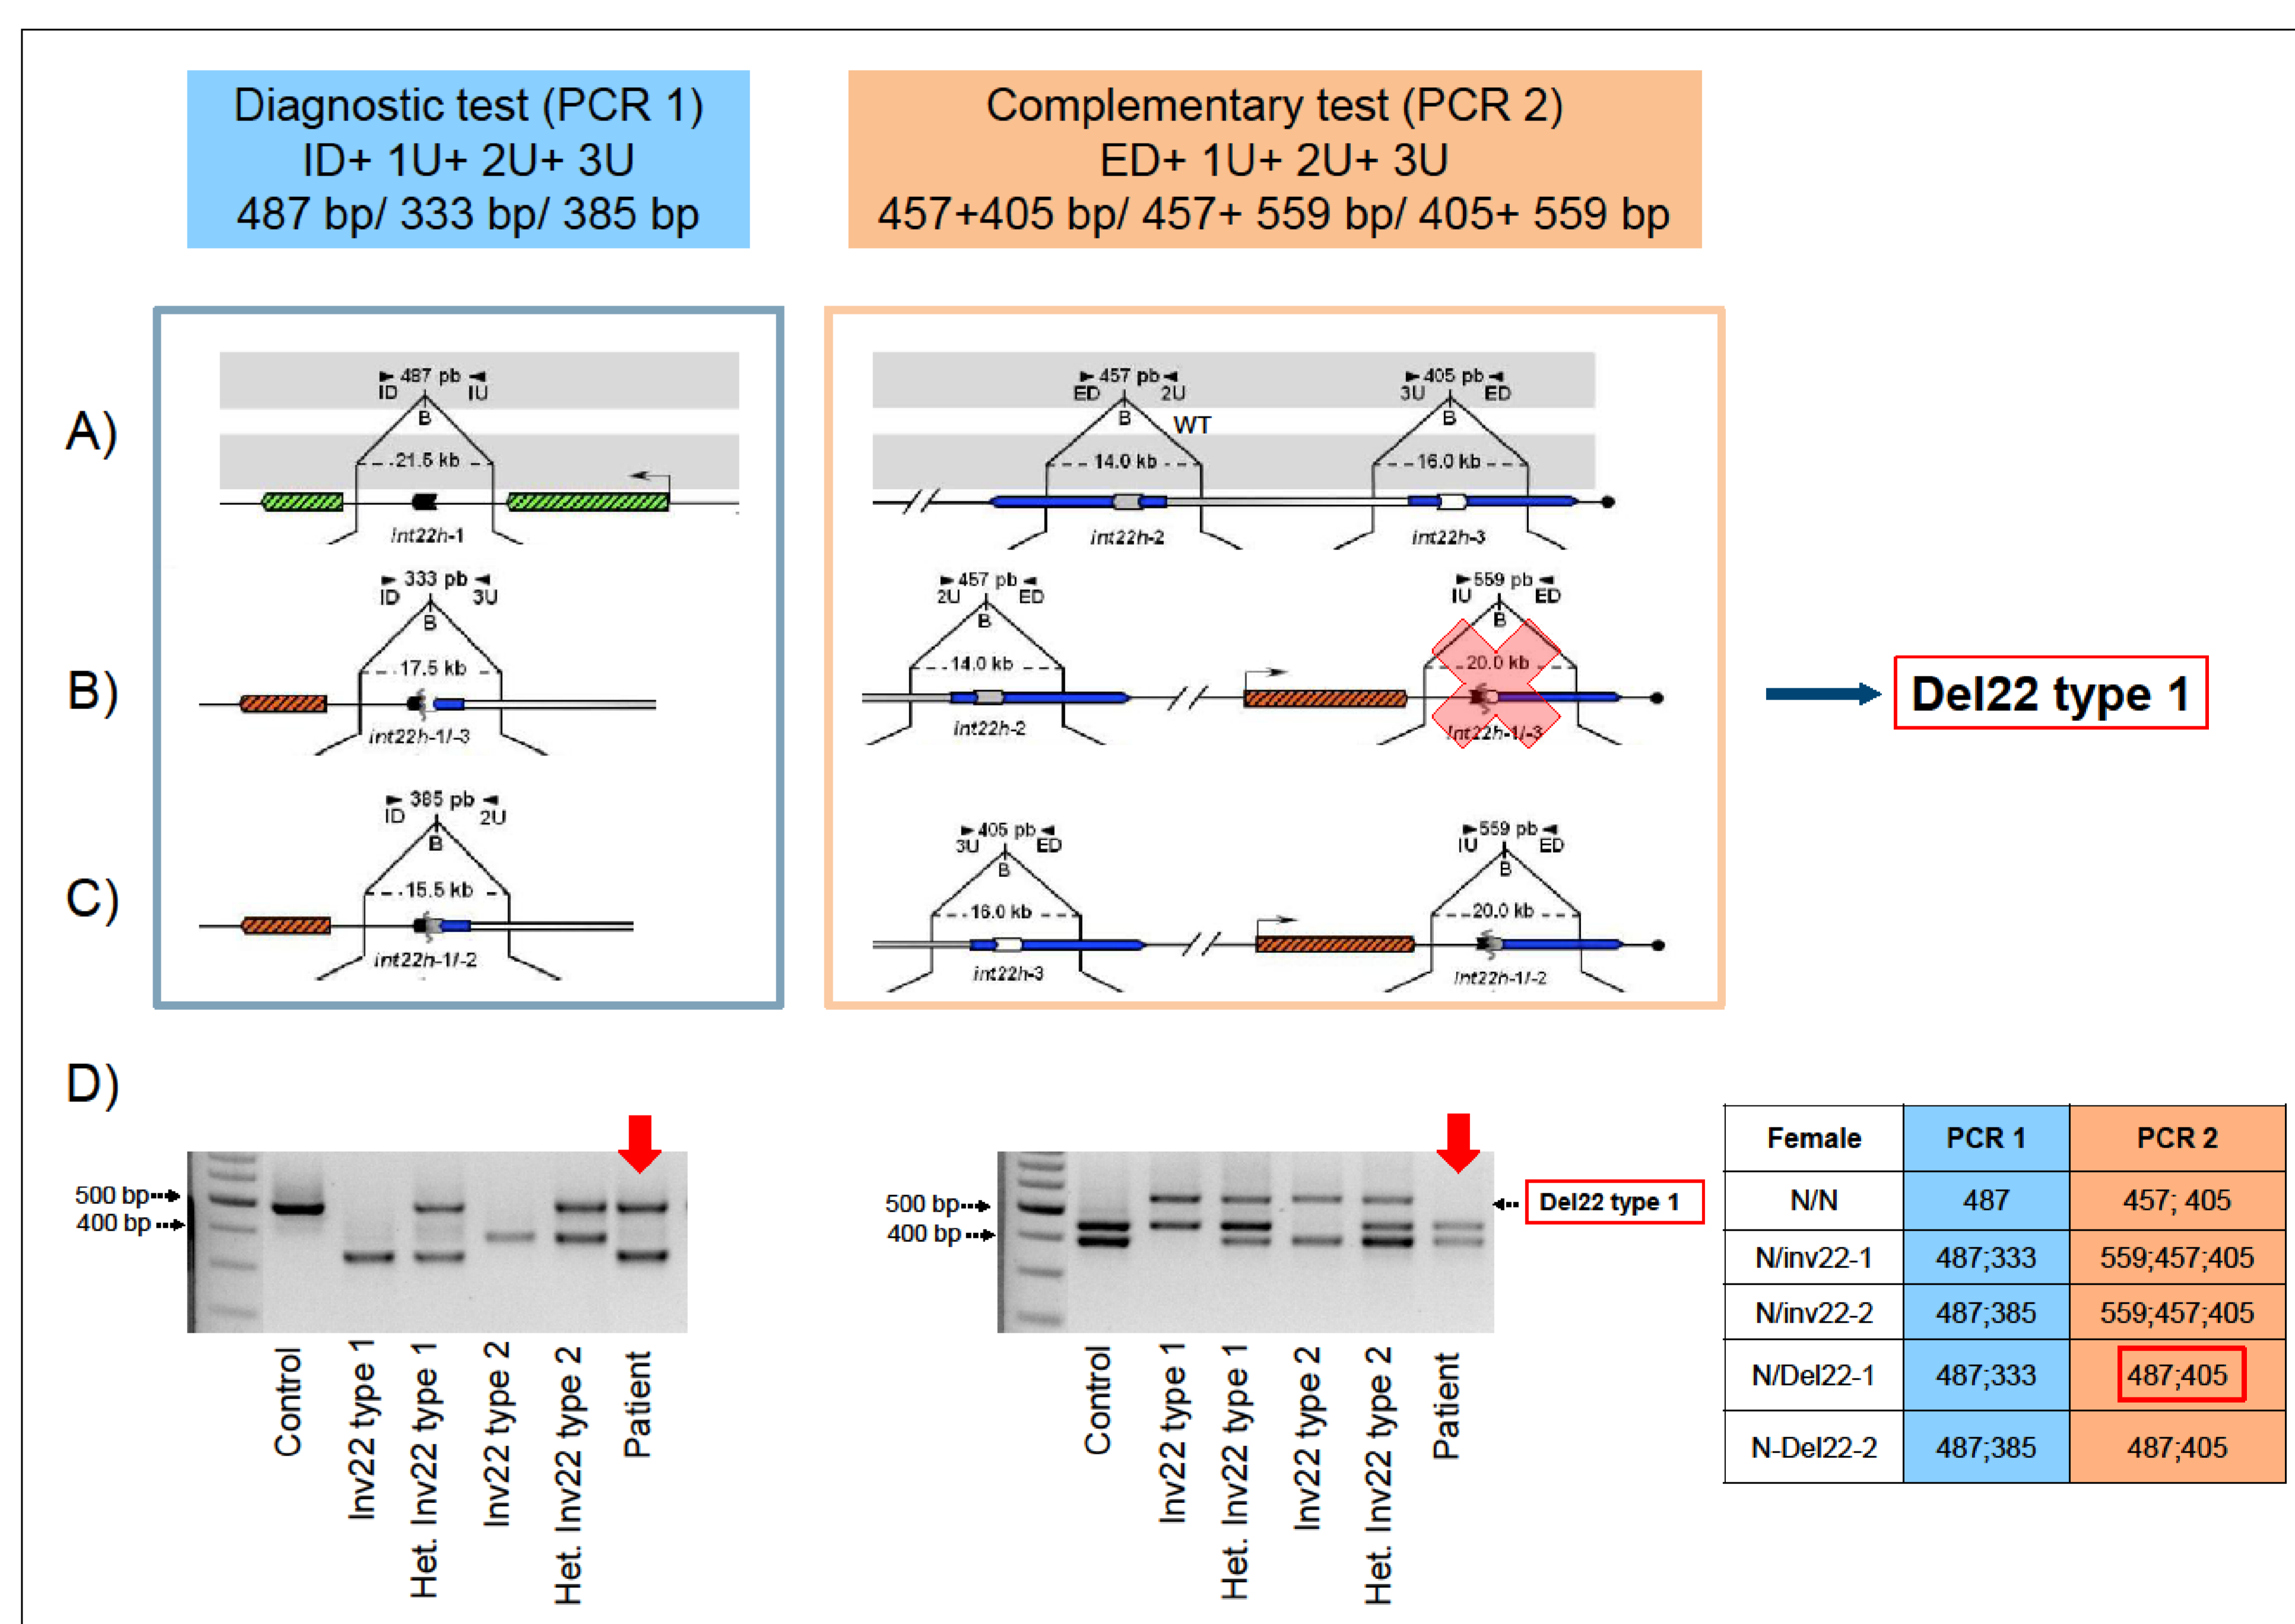 Diagnostic test (PCR 1)
ID+ 1U+ 2U+ 3U
487 bp/ 333 bp/ 385 bp
Complementary test (PCR 2)
ED+ 1U+ 2U+ 3U
457+405 bp/ 457+ 559 bp/ 405+ 559 bp
A)
487 pb
ID IU
B
21.5 kb
int22h-1
457 pb
ED 2U
B
WT
14.0 kb
int22h-2
405 pb
3U ED
B
16.0 kb
int22h-3
B)
333 pb
ID 3U
B
17.5 kb
int22h-1/-3
457 pb
2U ED
B
14.0 kb
int22h-2
559 pb
IU ED
B
20.0 kb
int22h-1/-3
Del22 type 1
C)
385 pb
ID 2U
B
15.5 kb
int22h-1/-2
405 pb
3U ED
B
16.0 kb
int22h-3
559 pb
IU ED
B
20.0 kb
int22h-1/-2
D)
500 bp
400 bp
Control
Inv22 type 1
Het. Inv22 type 1
Inv22 type 2
Het. Inv22 type 2
Patient
500 bp
400 bp
Del22 type 1
Control
Inv22 type 1
Het. Inv22 type 1
Inv22 type 2
Het. Inv22 type 2
Patient
Female PCR 1 PCR 2
N/N 487 457; 405
N/inv22-1 487;333 559;457;405
N/inv22-2 487;385 559;457;405
N/Del22-1 487;333 487;405
N-Del22-2 487;385 487;405